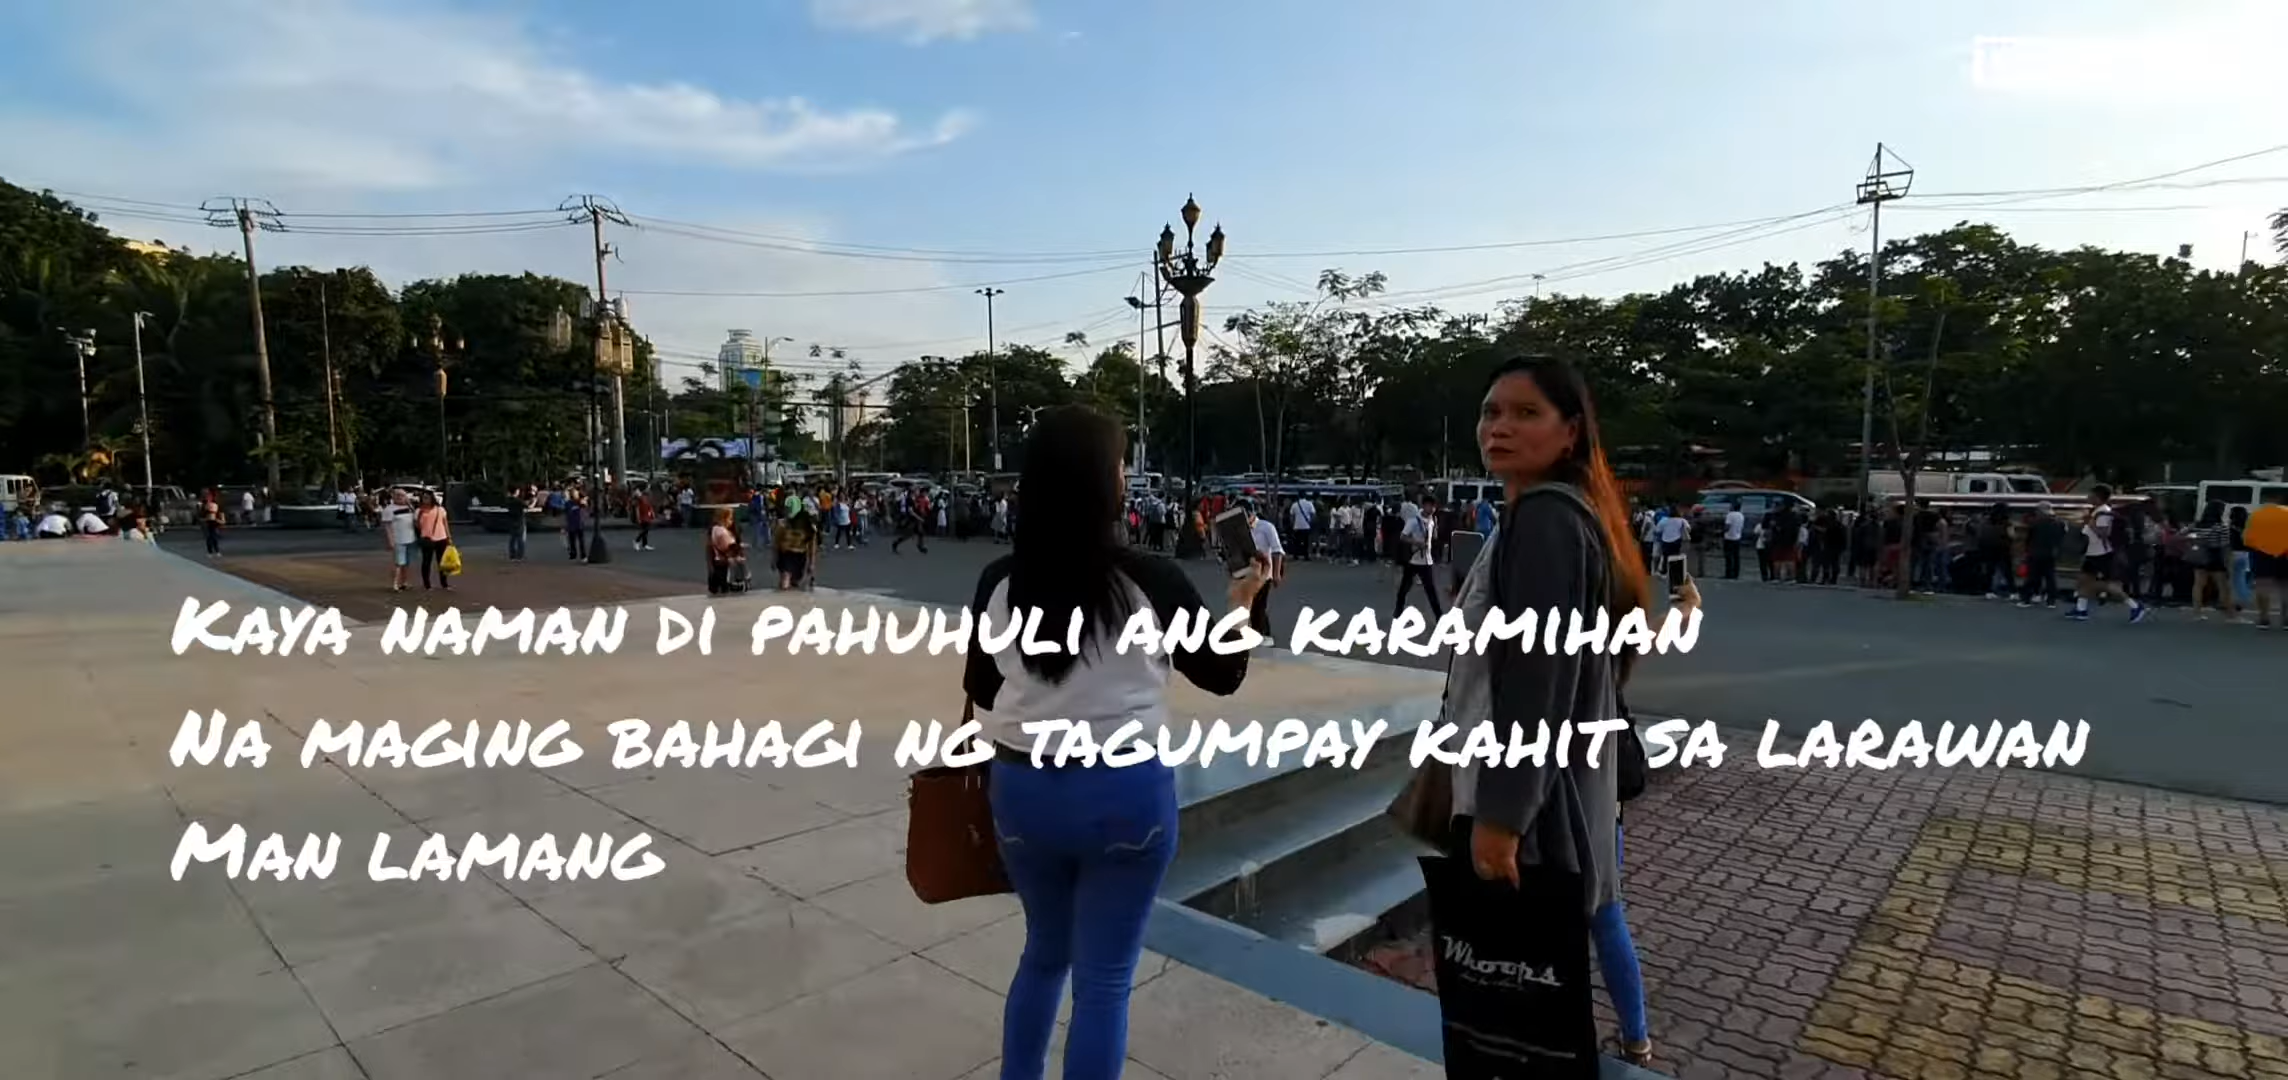 Kaya naman di pahuhuli ang karamihan
Na maging bahagi ng tagumpay kahit sa larawan
Man lamang
Whoops